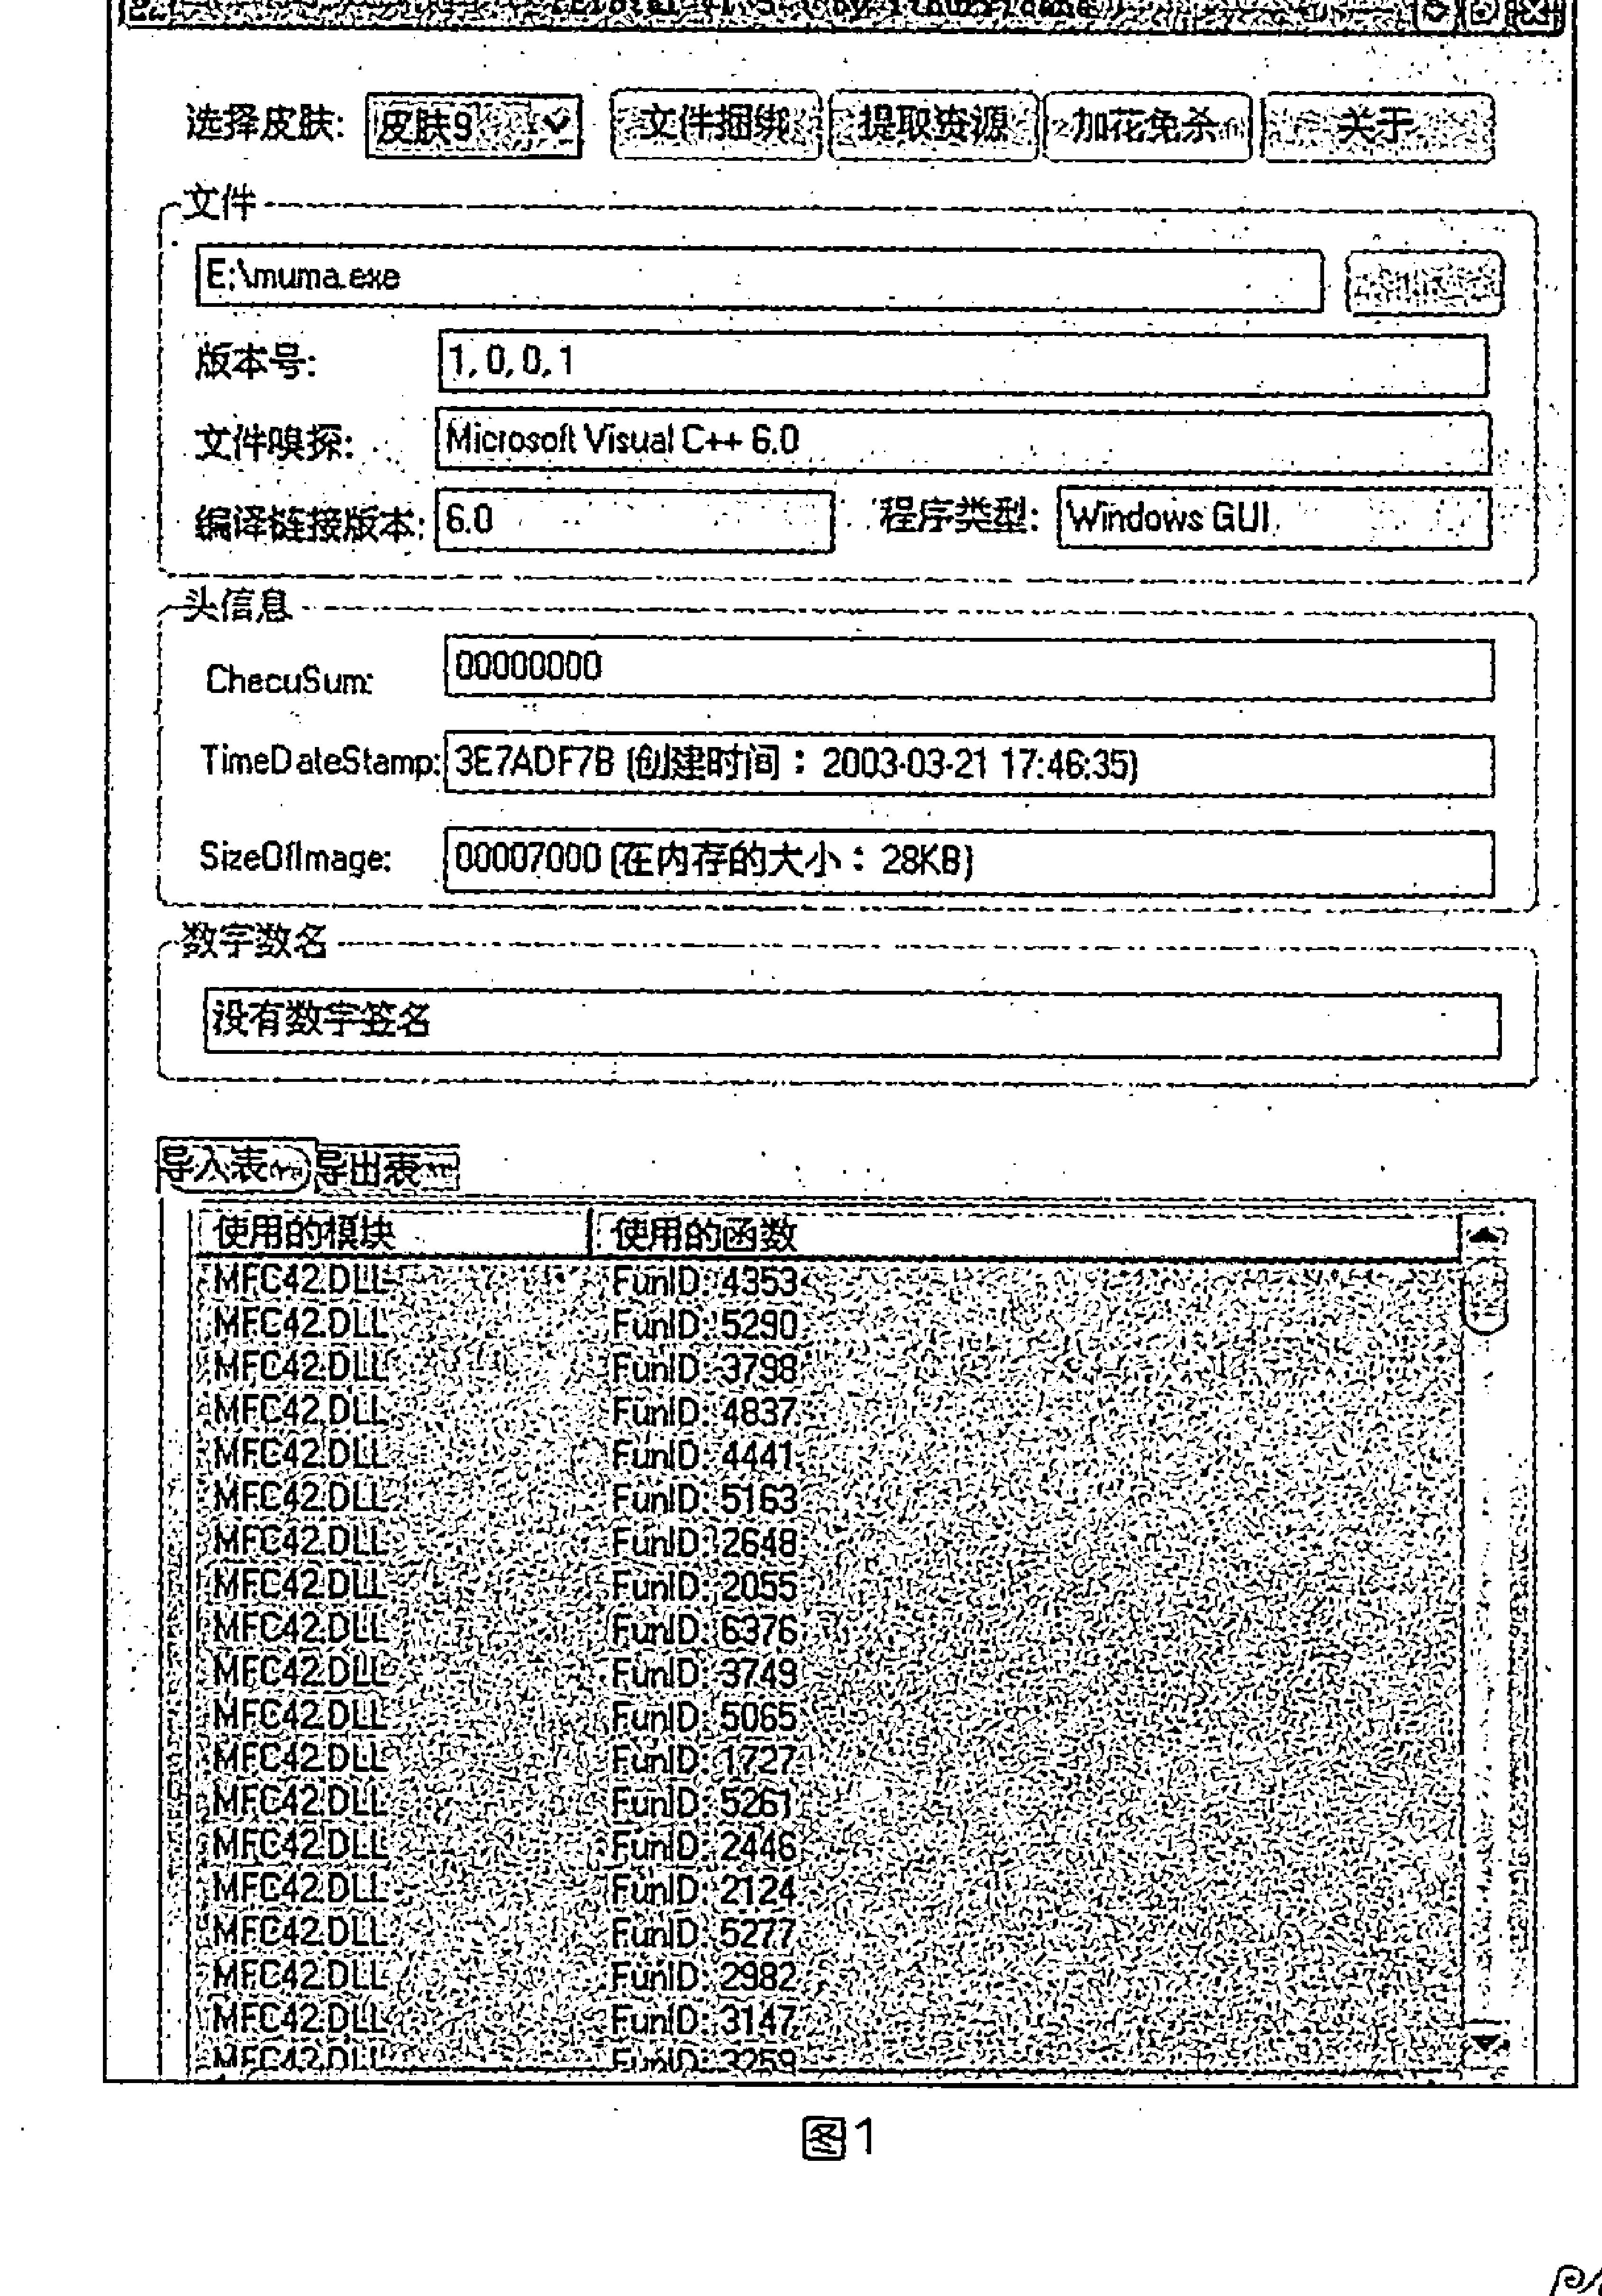 选择皮肤: 皮肤9 文件捆绑 提取资源 加花免杀 关于
文件
E:\muma.exe
版本号: 1, 0, 0, 1
文件嗅探: Microsoft Visual C++ 6.0
编译链接版本: 6.0 程序类型: Windows GUI
头信息
ChecuSum: 00000000
TimeDateStamp: 3E7ADF7B (创建时间：2003-03-21 17:46:35)
SizeOfImage: 00007000 (在内存的大小：28KB)
数字数名
没有数字签名
导入表 导出表
使用的模块 使用的函数
MFC42.DLL FunID: 4353
MFC42.DLL FunID: 5290
MFC42.DLL FunID: 3798
MFC42.DLL FunID: 4837
MFC42.DLL FunID: 4441
MFC42.DLL FunID: 5163
MFC42.DLL FunID: 2648
MFC42.DLL FunID: 2055
MFC42.DLL FunID: 6376
MFC42.DLL FunID: 3749
MFC42.DLL FunID: 5065
MFC42.DLL FunID: 1727
MFC42.DLL FunID: 5261
MFC42.DLL FunID: 2446
MFC42.DLL FunID: 2124
MFC42.DLL FunID: 5277
MFC42.DLL FunID: 2982
MFC42.DLL FunID: 3147
MFC42.DLL FunID: 3259
图1